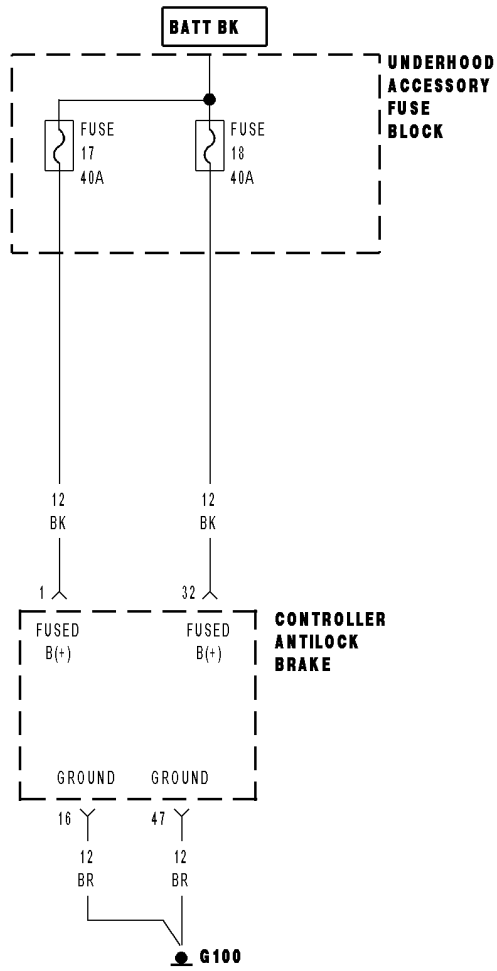 BATT BK
UNDERHOOD
ACCESSORY
FUSE
BLOCK
FUSE
17
40A
FUSE
18
40A
12
BK
12
BK
1
32
CONTROLLER
ANTILOCK
BRAKE
FUSED
B(+)
FUSED
B(+)
GROUND
GROUND
16
47
12
BR
12
BR
G100